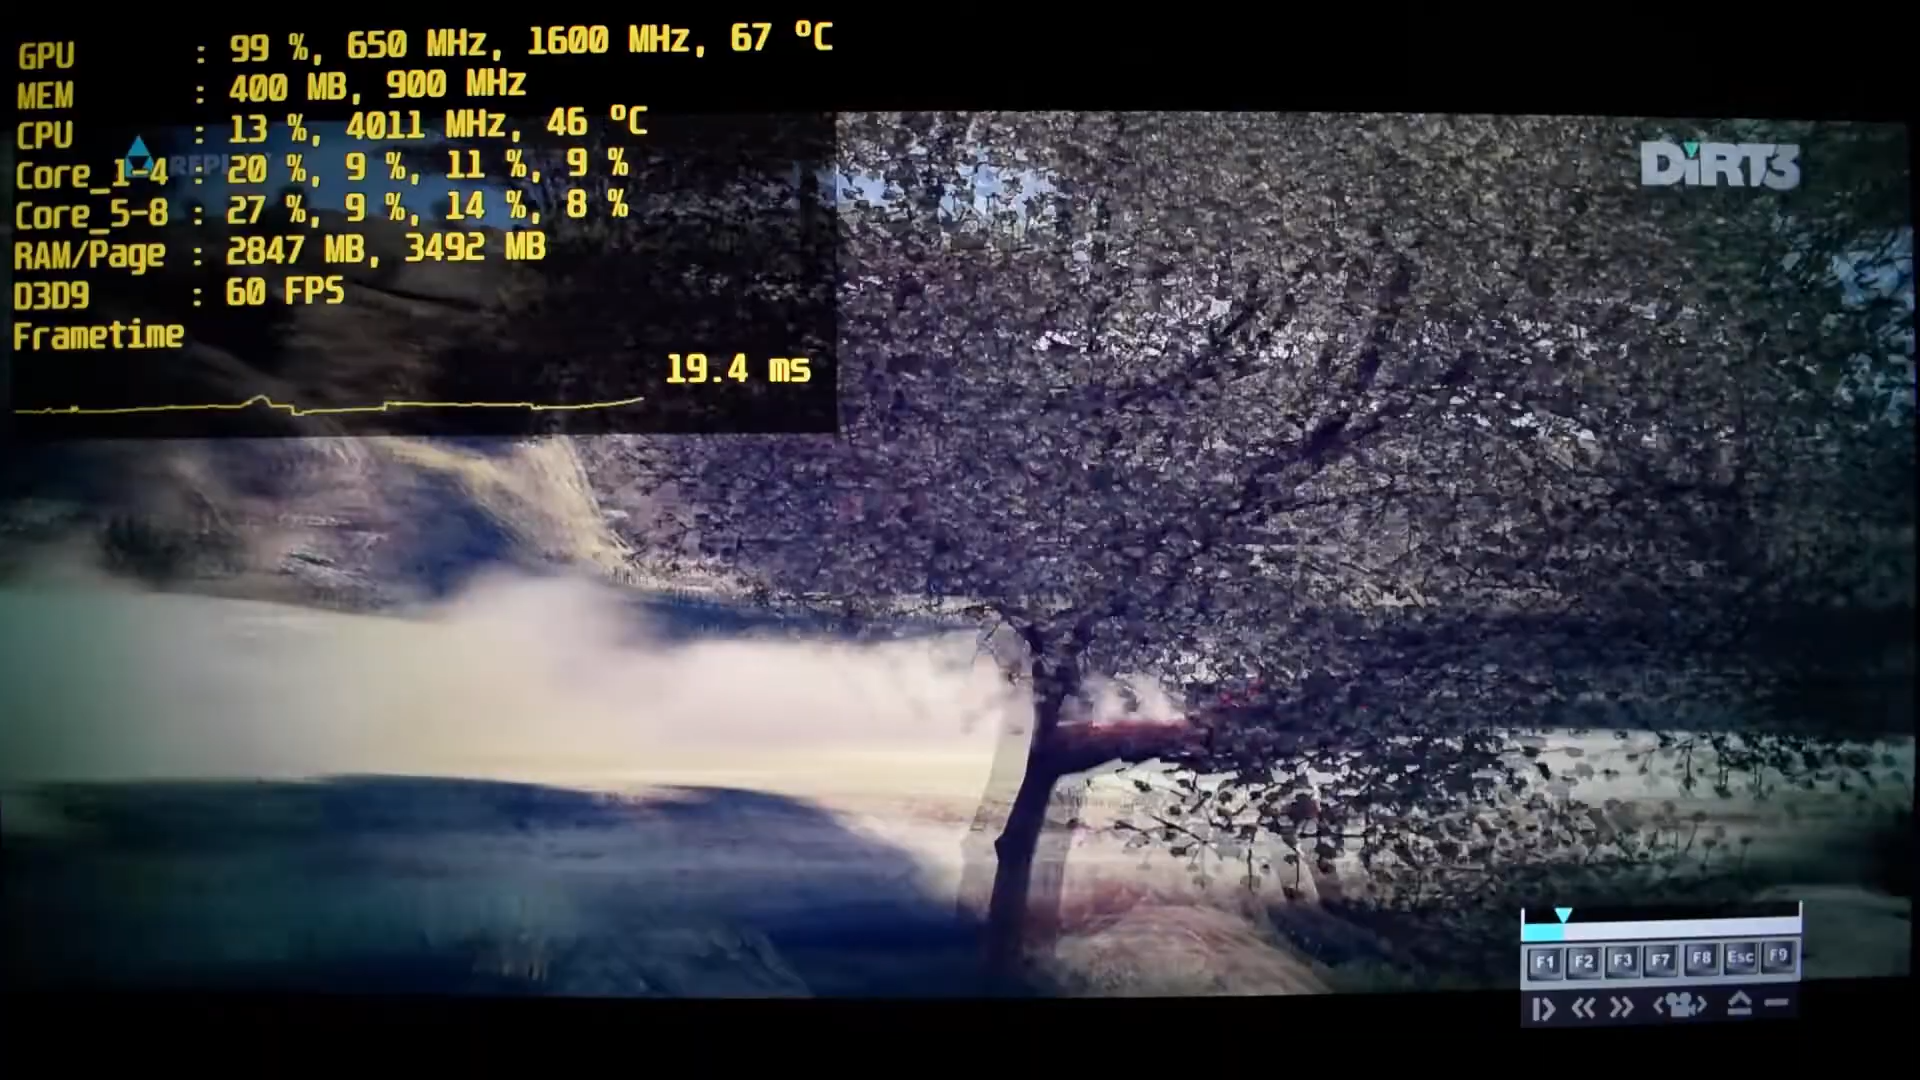 GPU : 99 %, 650 MHz, 1600 MHz, 67 ºC
MEM : 400 MB, 900 MHz
CPU : 13 %, 4011 MHz, 46 ºC
Core_1-4 : 20 %, 9 %, 11 %, 9 %
Core_5-8 : 27 %, 9 %, 14 %, 8 %
RAM/Page : 2847 MB, 3492 MB
D3D9 : 60 FPS
Frametime
19.4 ms
DiRT3
F1 F2 F3 F7 F8 Esc F9